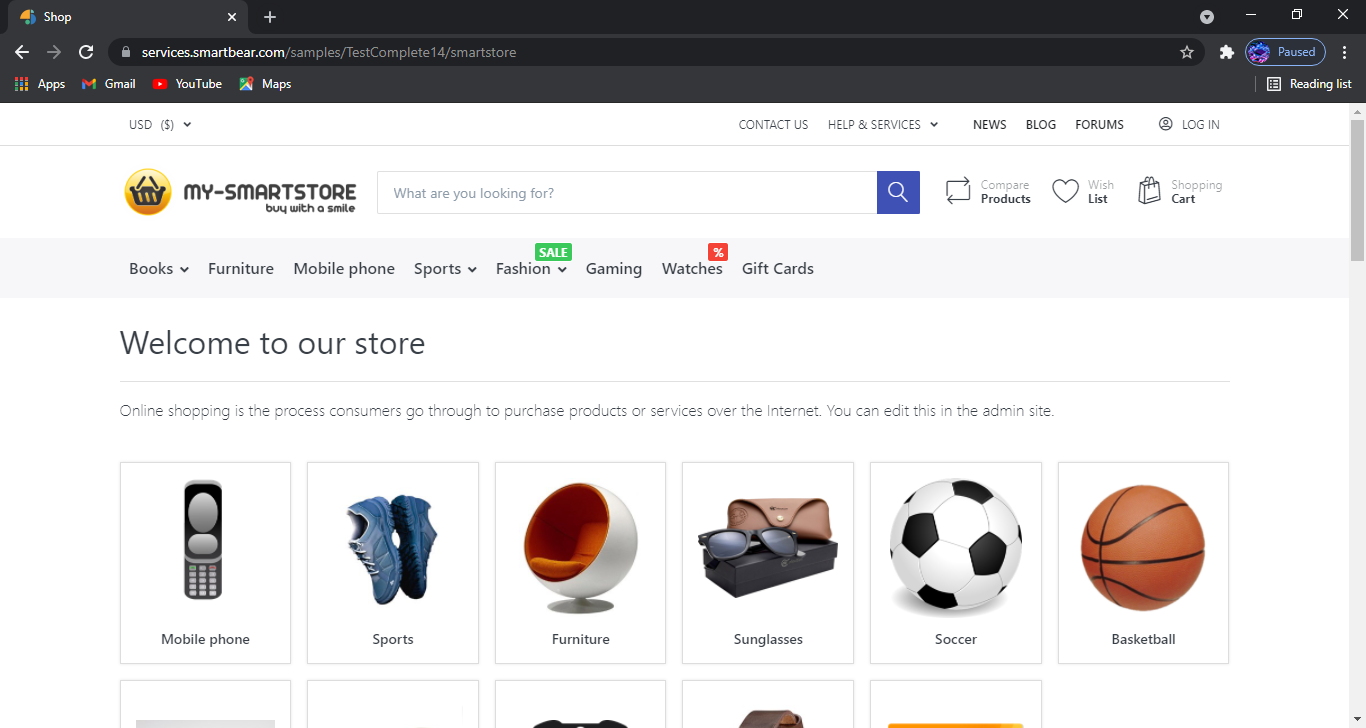 Shop
services.smartbear.com/samples/TestComplete14/smartstore
Paused
Apps Gmail YouTube Maps Reading list
USD ($) CONTACT US HELP & SERVICES NEWS BLOG FORUMS LOG IN
MY-SMARTSTORE
buy with a smile
What are you looking for?
Compare Products
Wish List
Shopping Cart
SALE %
Books Furniture Mobile phone Sports Fashion Gaming Watches Gift Cards
Welcome to our store
Online shopping is the process consumers go through to purchase products or services over the Internet. You can edit this in the admin site.
Mobile phone Sports Furniture Sunglasses Soccer Basketball